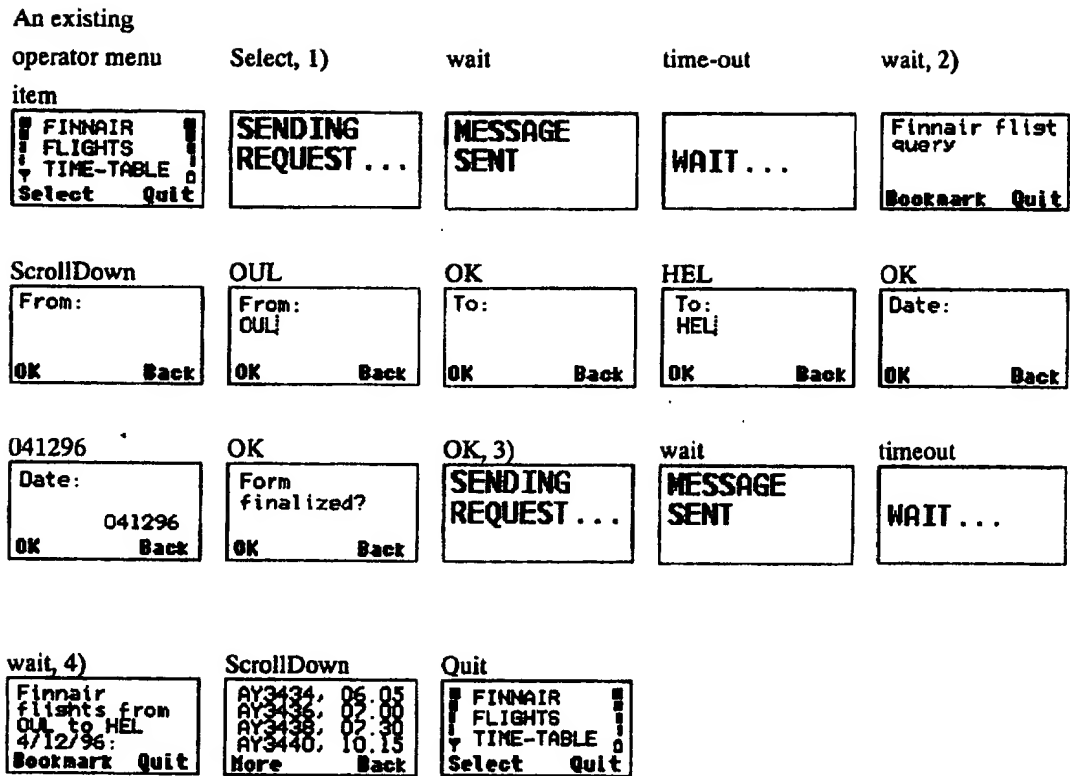 An existing
operator menu
item
Select, 1)
wait
time-out
wait, 2)
FINNAIR
FLIGHTS
TIME-TABLE
Select Quit
SENDING
REQUEST...
MESSAGE
SENT
WAIT...
Finnair flist
query
Bookmark Quit
ScrollDown
OUL
OK
HEL
OK
From:
OK Back
From:
OUL
OK Back
To:
OK Back
To:
HEL
OK Back
Date:
OK Back
041296
OK
OK, 3)
wait
timeout
Date:
041296
OK Back
Form
finalized?
OK Back
SENDING
REQUEST...
MESSAGE
SENT
WAIT...
wait, 4)
ScrollDown
Quit
Finnair
flights from
OUL to HEL
4/12/96:
Bookmark Quit
AY3434, 06.05
AY3436, 07.00
AY3438, 07.30
AY3440, 10.15
More Back
FINNAIR
FLIGHTS
TIME-TABLE
Select Quit